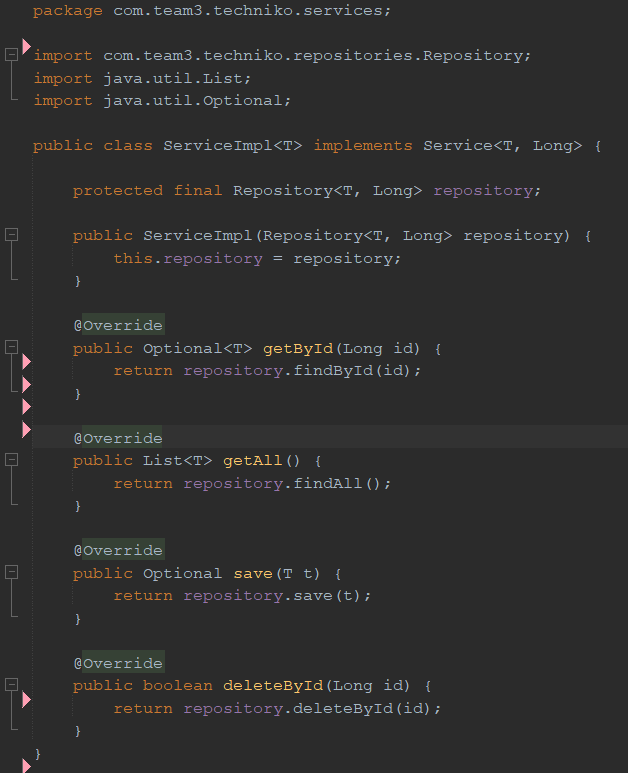 package com.team3.techniko.services;
import com.team3.techniko.repositories.Repository;
import java.util.List;
import java.util.Optional;
public class ServiceImpl<T> implements Service<T, Long> {
protected final Repository<T, Long> repository;
public ServiceImpl(Repository<T, Long> repository) {
this.repository = repository;
}
@Override
public Optional<T> getById(Long id) {
return repository.findById(id);
}
@Override
public List<T> getAll() {
return repository.findAll();
}
@Override
public Optional save(T t) {
return repository.save(t);
}
@Override
public boolean deleteById(Long id) {
return repository.deleteById(id);
}
}